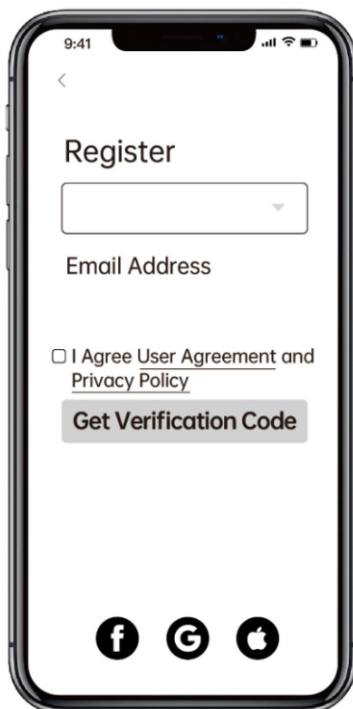 9:41
Register
Email Address
I Agree User Agreement and
Privacy Policy
Get Verification Code
f G